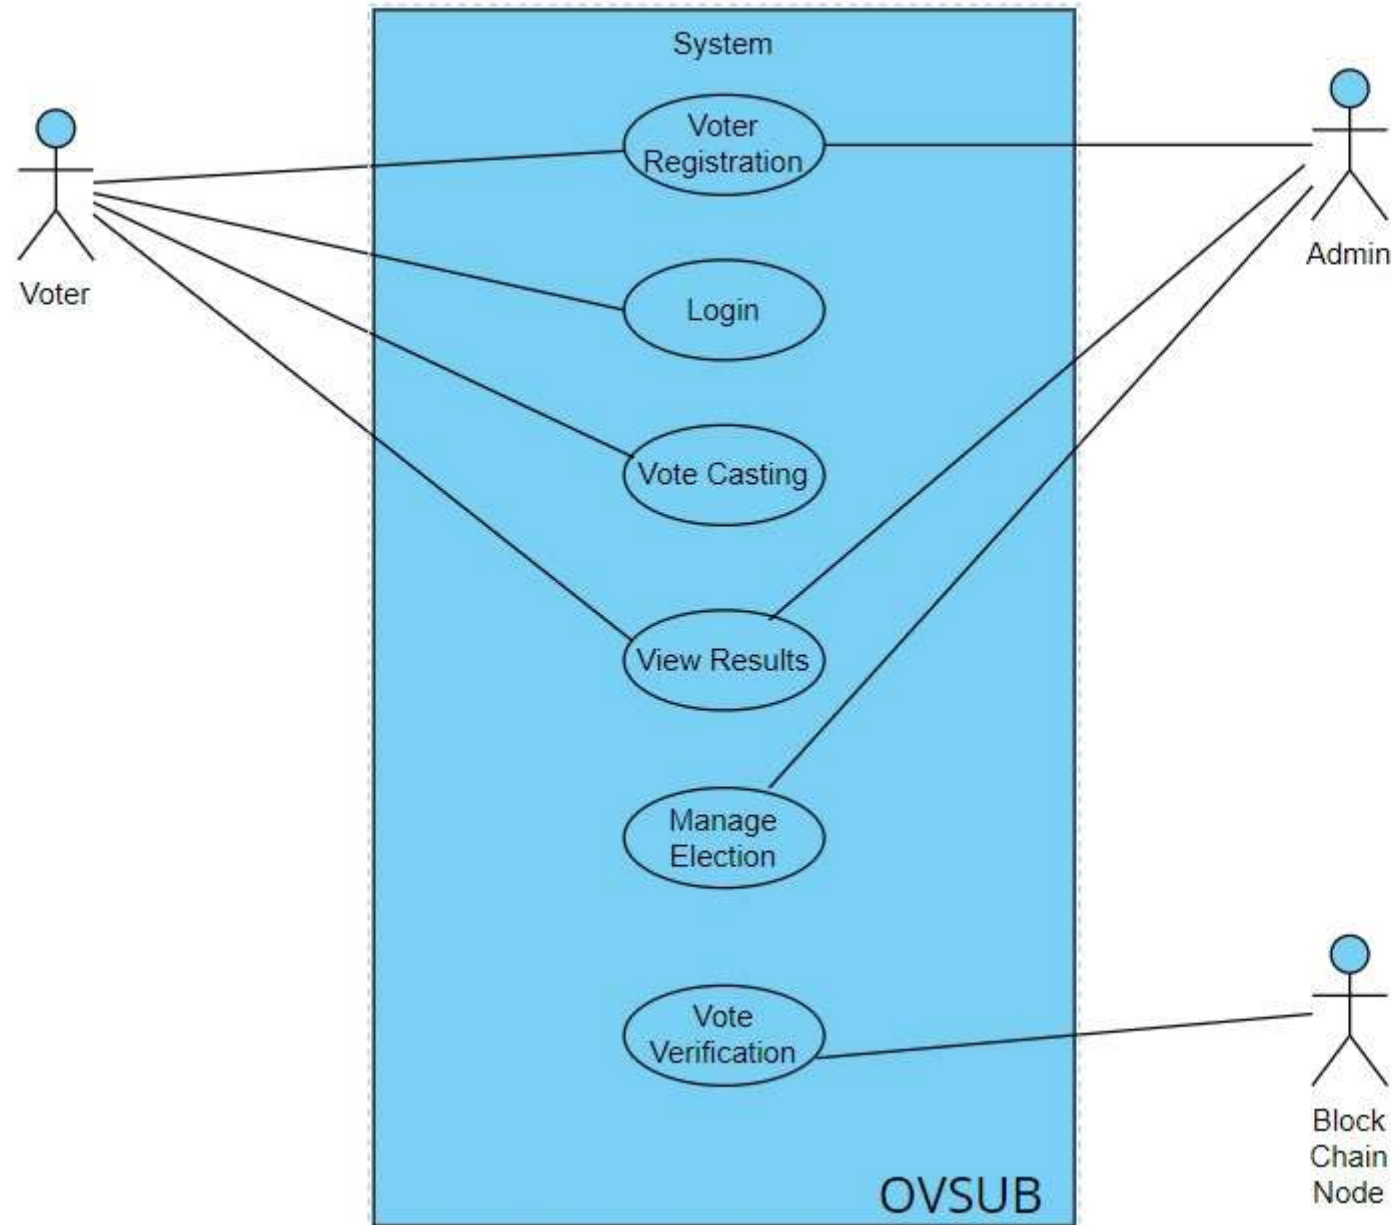 System
Voter
Registration
Voter
Admin
Login
Vote Casting
View Results
Manage
Election
Vote
Verification
Block
Chain
Node
OVSUB